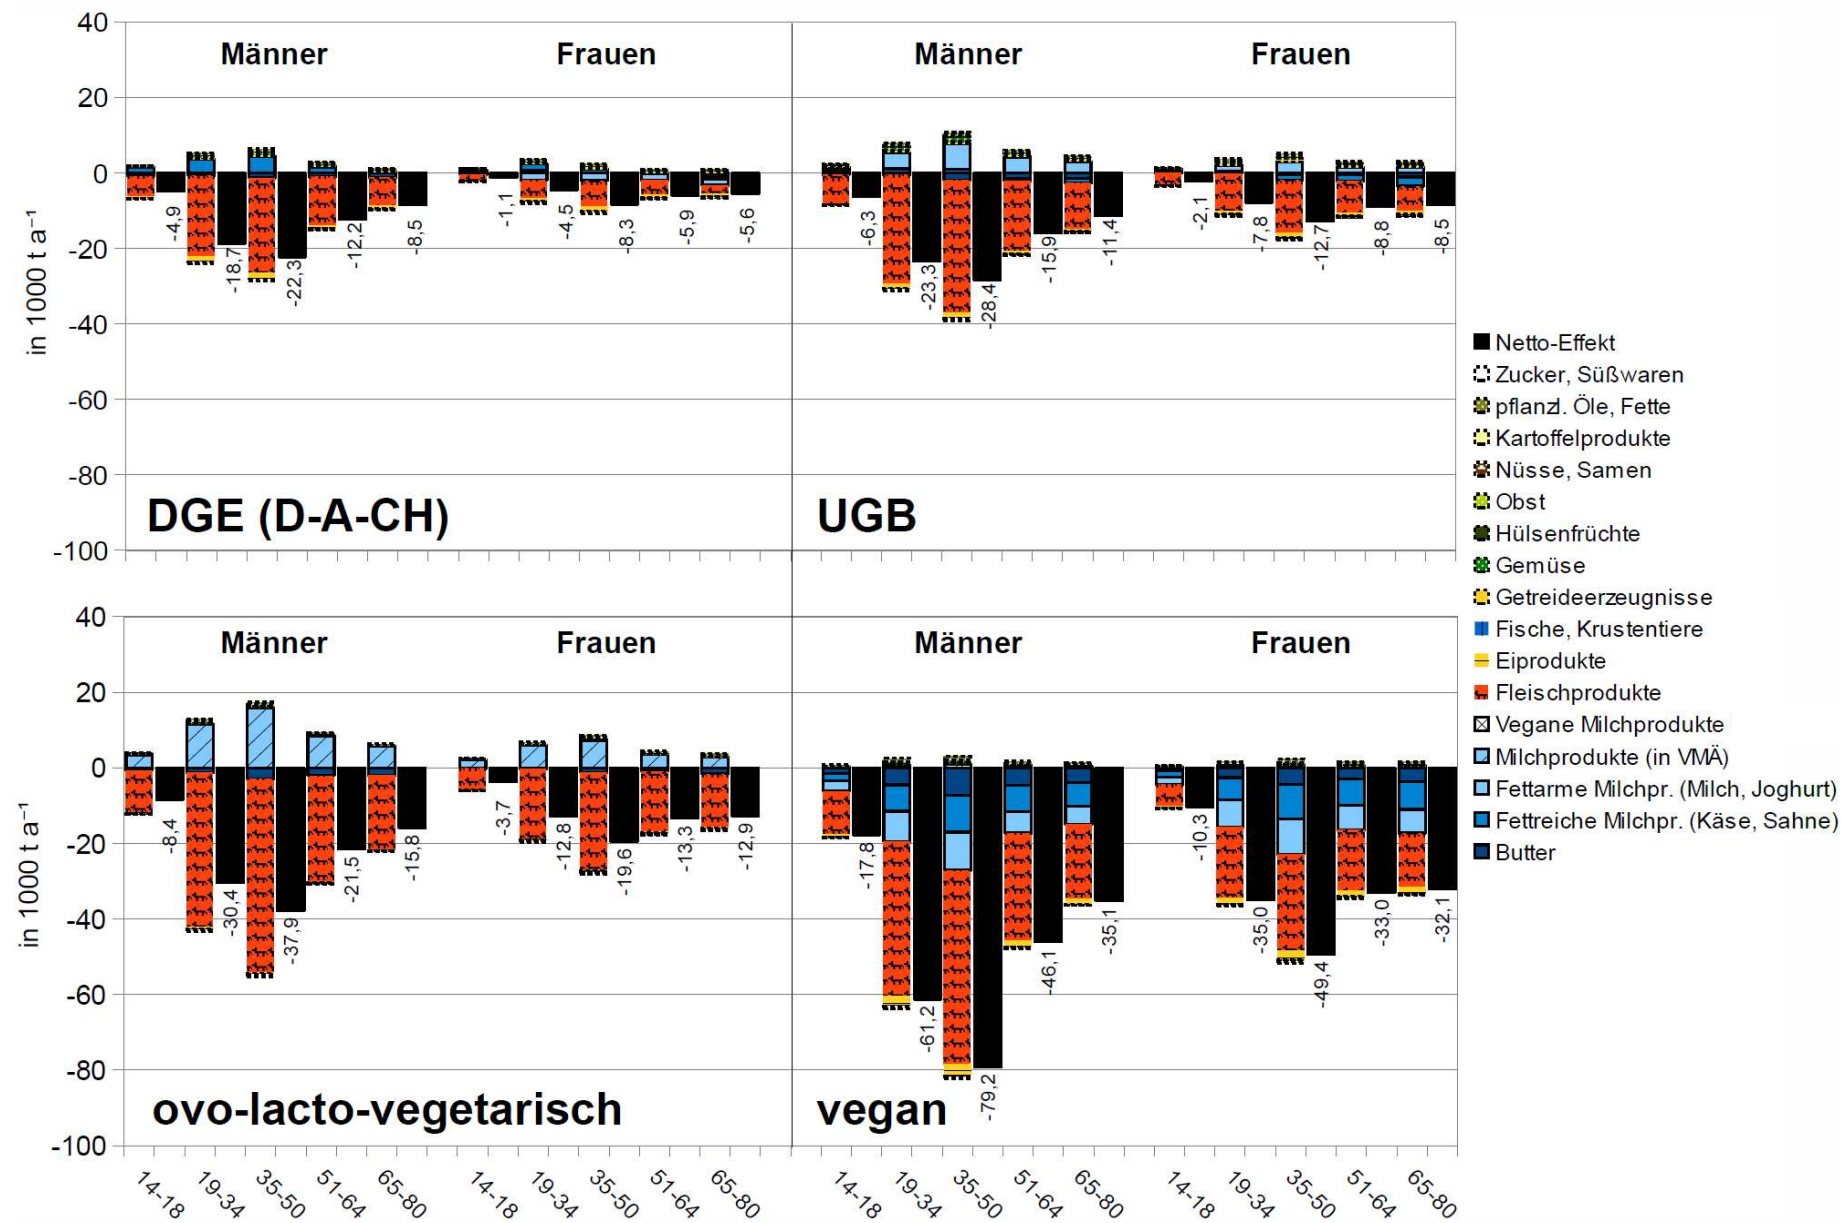 40
20
0
-20
-40
-60
-80
-100
in 1000 t a⁻¹
Männer
Frauen
-4,9
-18,7
-22,3
-12,2
-8,5
-1,1
-4,5
-8,3
-5,9
-5,6
DGE (D-A-CH)
Männer
Frauen
-6,3
-23,3
-28,4
-15,9
-11,4
-2,1
-7,8
-12,7
-8,8
-8,5
UGB
40
20
0
-20
-40
-60
-80
-100
in 1000 t a⁻¹
Männer
Frauen
-8,4
-30,4
-37,9
-21,5
-15,8
-3,7
-12,8
-19,6
-13,3
-12,9
ovo-lacto-vegetarisch
Männer
Frauen
-17,8
-61,2
-79,2
-46,1
-35,1
-10,3
-35,0
-49,4
-33,0
-32,1
vegan
14-18
19-34
35-50
51-64
65-80
14-18
19-34
35-50
51-64
65-80
14-18
19-34
35-50
51-64
65-80
14-18
19-34
35-50
51-64
65-80
Netto-Effekt
Zucker, Süßwaren
pflanzl. Öle, Fette
Kartoffelprodukte
Nüsse, Samen
Obst
Hülsenfrüchte
Gemüse
Getreideerzeugnisse
Fische, Krustentiere
Eiprodukte
Fleischprodukte
Vegane Milchprodukte
Milchprodukte (in VMÄ)
Fettarme Milchpr. (Milch, Joghurt)
Fettreiche Milchpr. (Käse, Sahne)
Butter